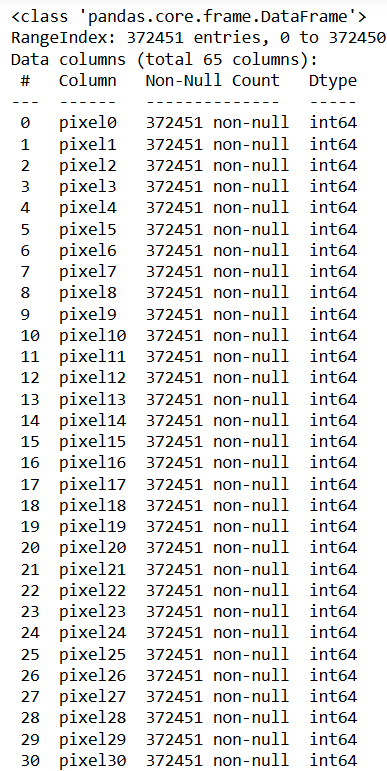 <class 'pandas.core.frame.DataFrame'>
RangeIndex: 372451 entries, 0 to 372450
Data columns (total 65 columns):
 #   Column   Non-Null Count   Dtype
---  ------   --------------   -----
 0   pixel0   372451 non-null  int64
 1   pixel1   372451 non-null  int64
 2   pixel2   372451 non-null  int64
 3   pixel3   372451 non-null  int64
 4   pixel4   372451 non-null  int64
 5   pixel5   372451 non-null  int64
 6   pixel6   372451 non-null  int64
 7   pixel7   372451 non-null  int64
 8   pixel8   372451 non-null  int64
 9   pixel9   372451 non-null  int64
 10  pixel10  372451 non-null  int64
 11  pixel11  372451 non-null  int64
 12  pixel12  372451 non-null  int64
 13  pixel13  372451 non-null  int64
 14  pixel14  372451 non-null  int64
 15  pixel15  372451 non-null  int64
 16  pixel16  372451 non-null  int64
 17  pixel17  372451 non-null  int64
 18  pixel18  372451 non-null  int64
 19  pixel19  372451 non-null  int64
 20  pixel20  372451 non-null  int64
 21  pixel21  372451 non-null  int64
 22  pixel22  372451 non-null  int64
 23  pixel23  372451 non-null  int64
 24  pixel24  372451 non-null  int64
 25  pixel25  372451 non-null  int64
 26  pixel26  372451 non-null  int64
 27  pixel27  372451 non-null  int64
 28  pixel28  372451 non-null  int64
 29  pixel29  372451 non-null  int64
 30  pixel30  372451 non-null  int64